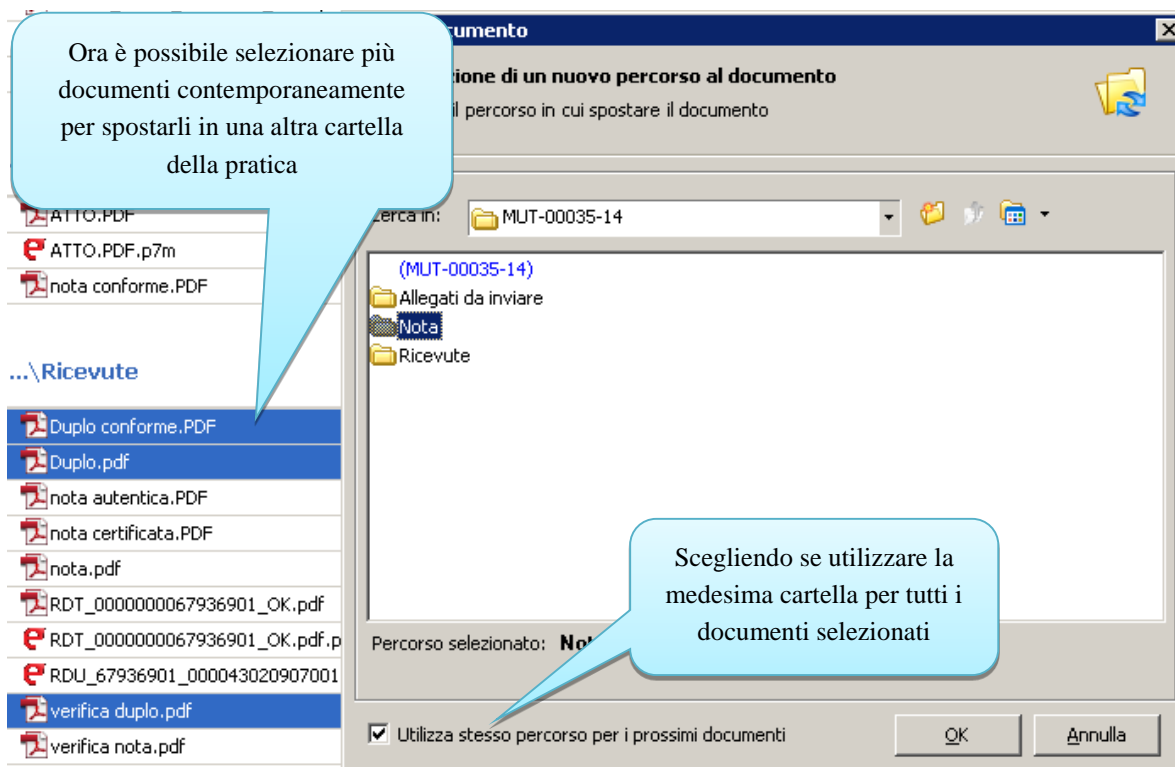 Ora è possibile selezionare più
documenti contemporaneamente
per spostarli in una altra cartella
della pratica
ATTO.PDF
ATTO.PDF.p7m
nota conforme.PDF
...\Ricevute
Duplo conforme.PDF
Duplo.pdf
nota autentica.PDF
nota certificata.PDF
nota.pdf
RDT_0000000067936901_OK.pdf
RDT_0000000067936901_OK.pdf.p
RDU_67936901_000043020907001
verifica duplo.pdf
verifica nota.pdf
di un nuovo percorso al documento
il percorso in cui spostare il documento
Cerca in: MUT-00035-14
(MUT-00035-14)
Allegati da inviare
Nota
Ricevute
Scegliendo se utilizzare la
medesima cartella per tutti i
documenti selezionati
Percorso selezionato:
Utilizza stesso percorso per i prossimi documenti
OK
Annulla